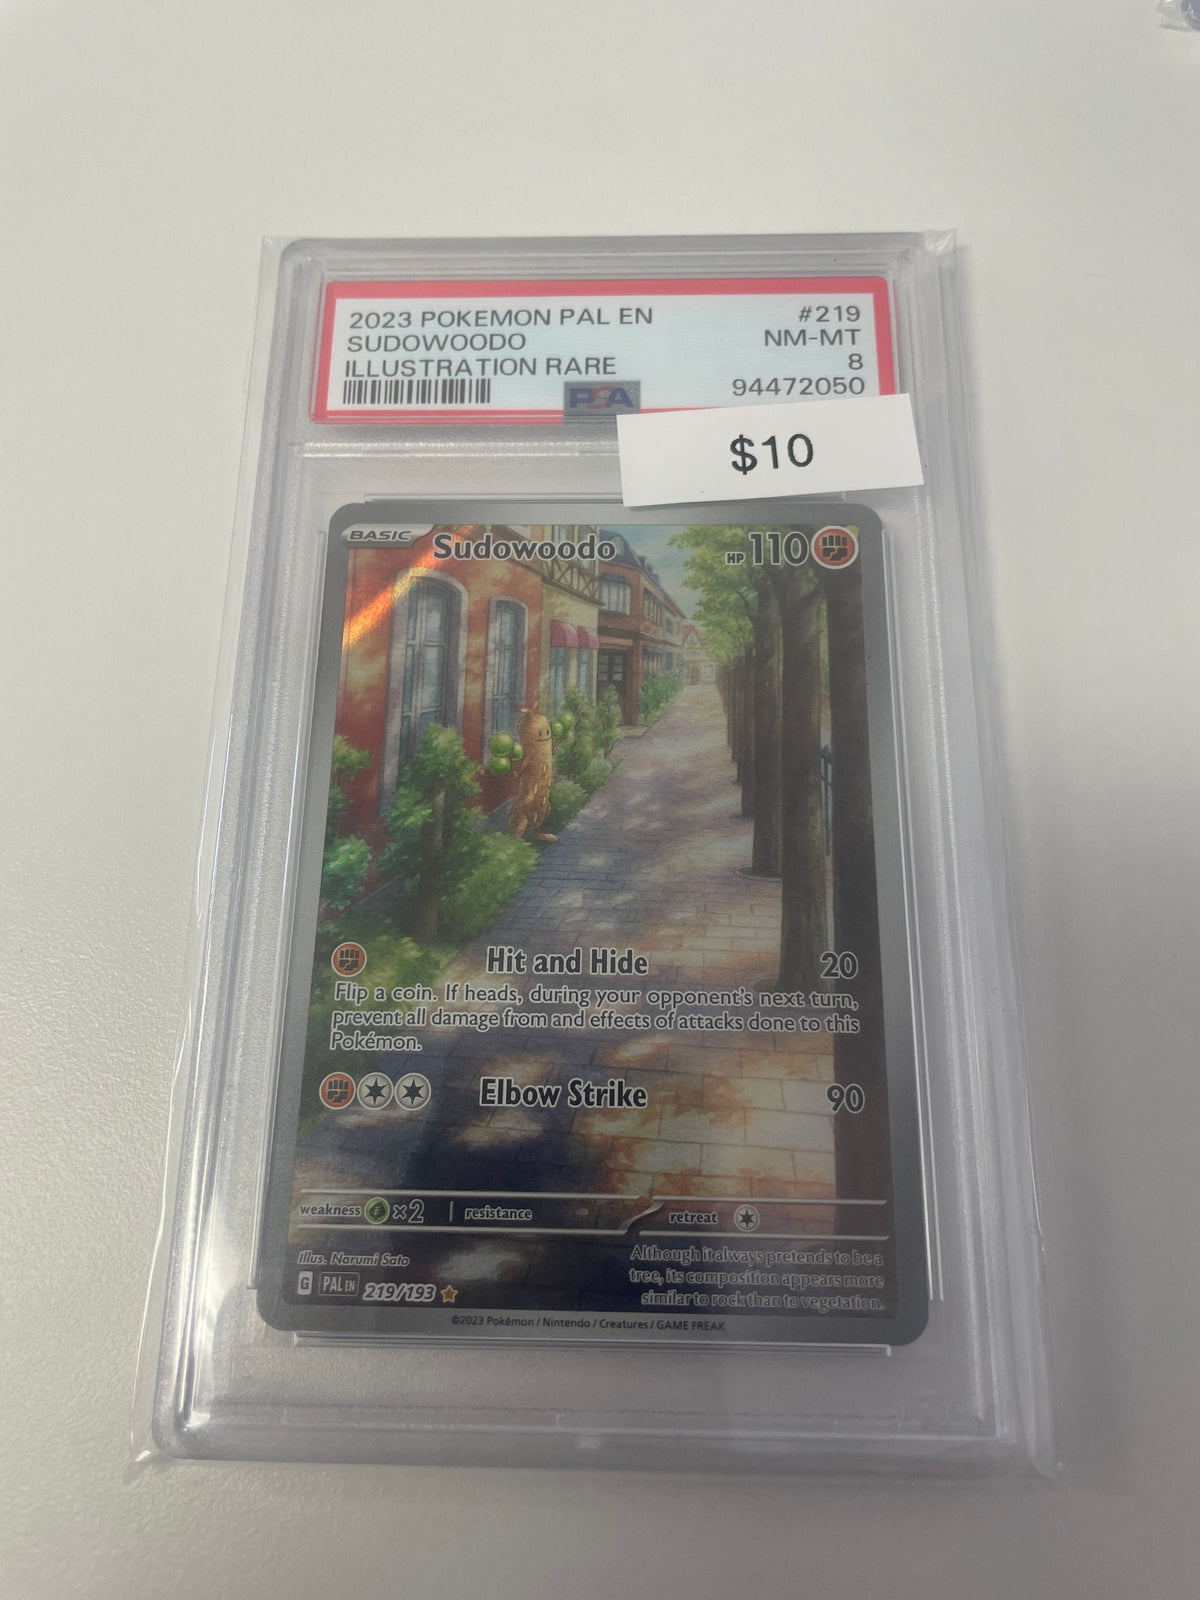 2023 POKEMON PAL EN #219
SUDOWOODO NM-MT
ILLUSTRATION RARE 8
PSA 94472050
$10
BASIC Sudowoodo HP 110
Hit and Hide 20
Flip a coin. If heads, during your opponent's next turn,
prevent all damage from and effects of attacks done to this
Pokémon.
Elbow Strike 90
weakness ×2 resistance retreat
Illus. Narumi Sato
Although it always pretends to be a
tree, its composition appears more
similar to rock than to vegetation.
G PAL EN 219/193
©2023 Pokémon / Nintendo / Creatures / GAME FREAK